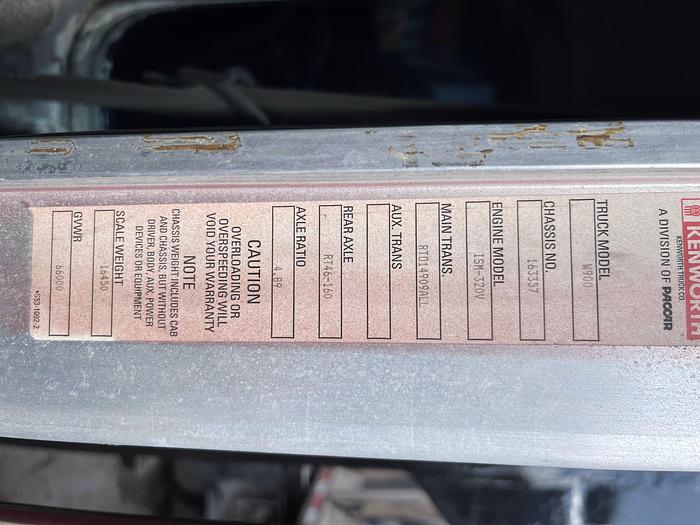 KENWORTH
KENWORTH TRUCK CO.
A DIVISION OF PACCAR
TRUCK MODEL
W900
CHASSIS NO.
163357
ENGINE MODEL
ISM-320V
MAIN TRANS.
RTO14909ALL
AUX. TRANS
REAR AXLE
RT46-160
AXLE RATIO
4.89
CAUTION
OVERLOADING OR
OVERSPEEDING WILL
VOID YOUR WARRANTY
NOTE
CHASSIS WEIGHT INCLUDES CAB
AND CHASSIS, BUT WITHOUT
DRIVER, BODY, AUX. POWER
DEVICES OR EQUIPMENT
SCALE WEIGHT
16450
GVWR
66000
*S53-1092-2